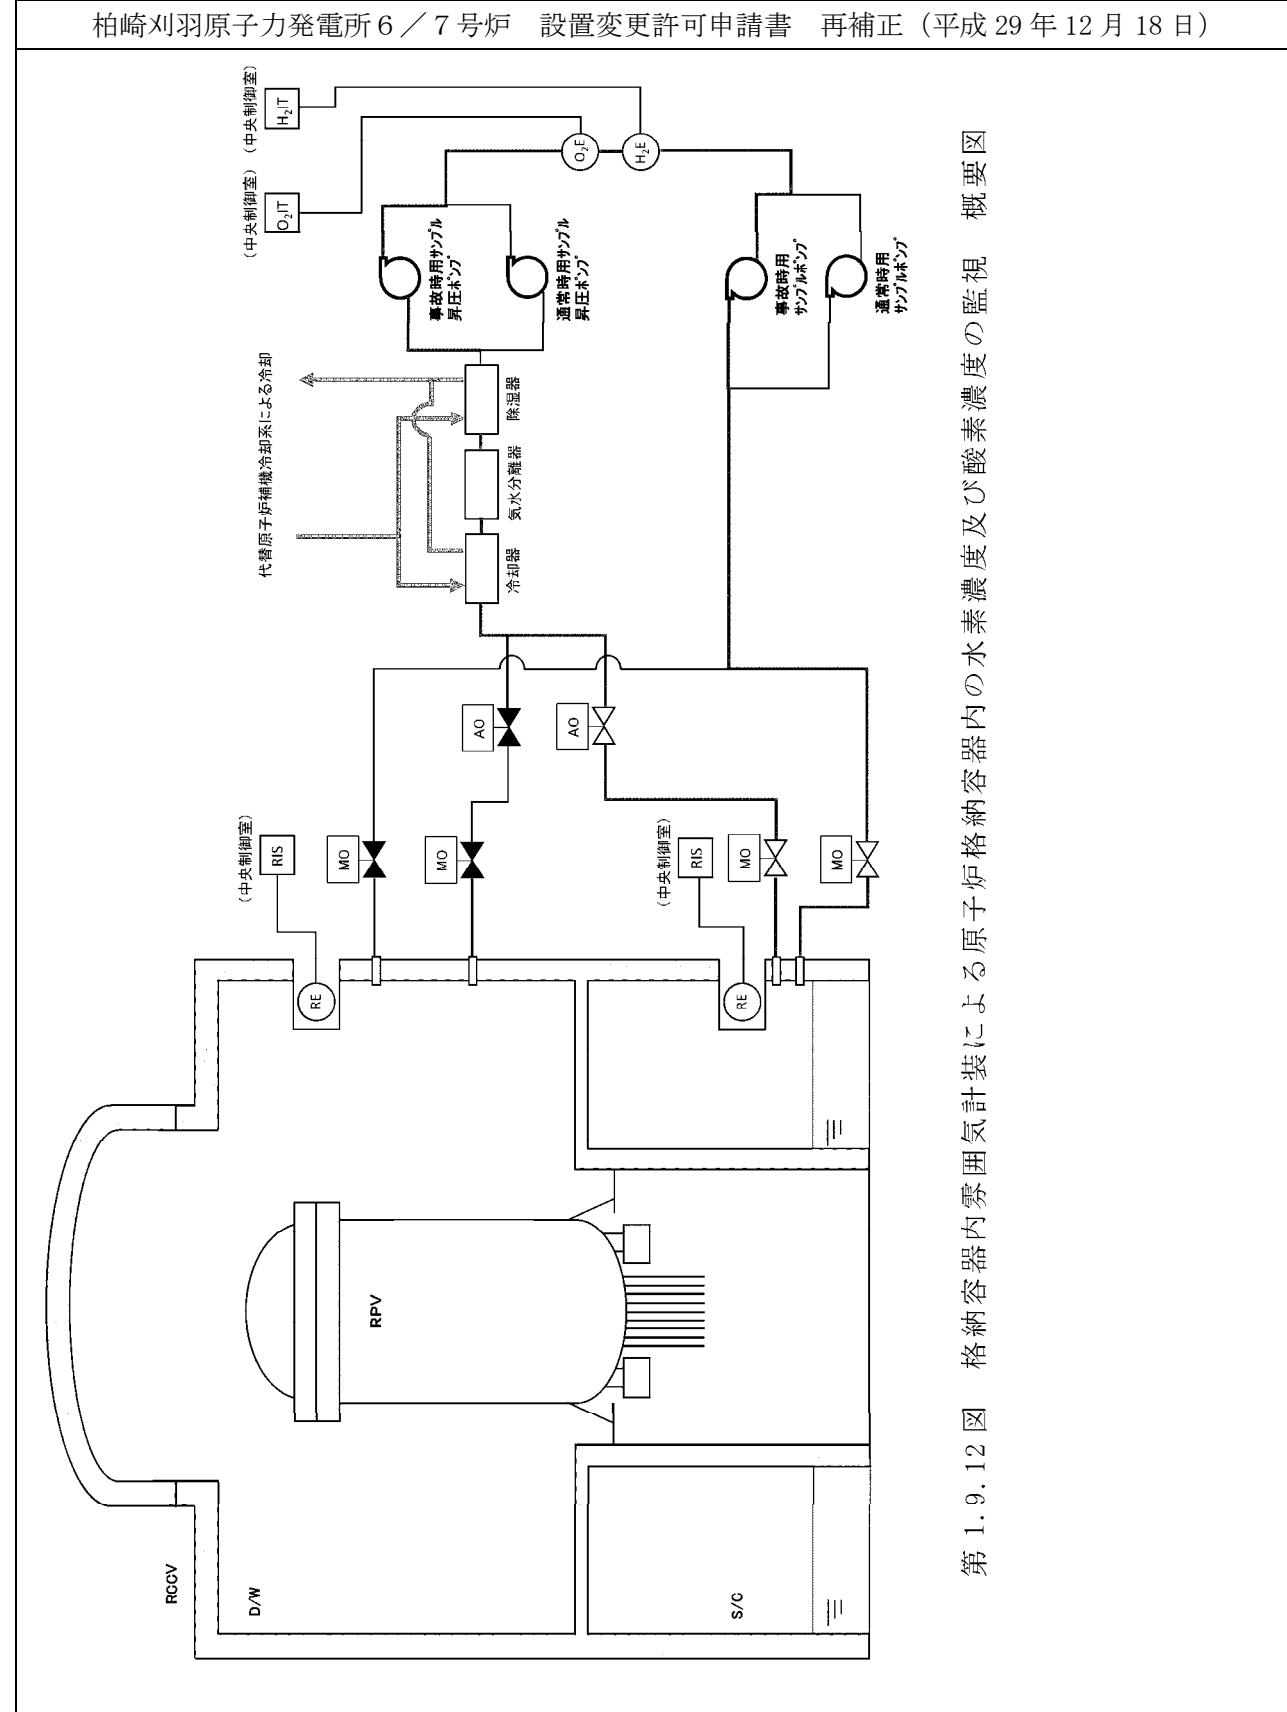 柏崎刈羽原子力発電所６／７号炉　設置変更許可申請書　再補正（平成 29 年 12 月 18 日）
RCCV
D/W
RPV
S/C
RE
RIS
(中央制御室)
RE
RIS
(中央制御室)
MO
MO
MO
MO
AO
AO
代替原子炉補機冷却系による冷却
冷却器
気水分離器
除湿器
事故時用サンプル
昇圧ポンプ
通常時用サンプル
昇圧ポンプ
事故時用
サンプルポンプ
通常時用
サンプルポンプ
(中央制御室)
O₂IT
(中央制御室)
H₂IT
O₂E
H₂E
第 1.9.12 図　格納容器内雰囲気計装による原子炉格納容器内の水素濃度及び酸素濃度の監視　概要図